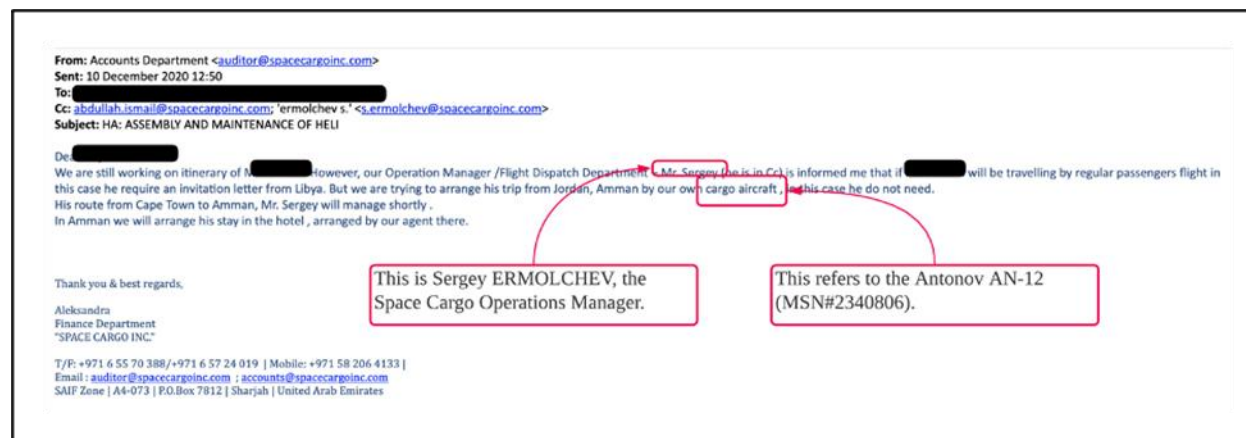 From: Accounts Department <auditor@spacecargoinc.com>
Sent: 10 December 2020 12:50
To:
Cc: abdullah.ismail@spacecargoinc.com; 'ermolchev s.' <s.ermolchev@spacecargoinc.com>
Subject: HA: ASSEMBLY AND MAINTENANCE OF HELI
We are still working on itinerary of However, our Operation Manager /Flight Dispatch Department - Mr. Sergey (he is in Cc) is informed me that if will be travelling by regular passengers flight in
this case he require an invitation letter from Libya. But we are trying to arrange his trip from Jordan, Amman by our own cargo aircraft , in this case he do not need.
His route from Cape Town to Amman, Mr. Sergey will manage shortly .
In Amman we will arrange his stay in the hotel , arranged by our agent there.
This is Sergey ERMOLCHEV, the
Space Cargo Operations Manager.
This refers to the Antonov AN-12
(MSN#2340806).
Thank you & best regards,
Aleksandra
Finance Department
"SPACE CARGO INC."
T/F: +971 6 55 70 388/+971 6 57 24 019 | Mobile: +971 58 206 4133 |
Email : auditor@spacecargoinc.com ; accounts@spacecargoinc.com
SAIF Zone | A4-073 | P.O.Box 7812 | Sharjah | United Arab Emirates